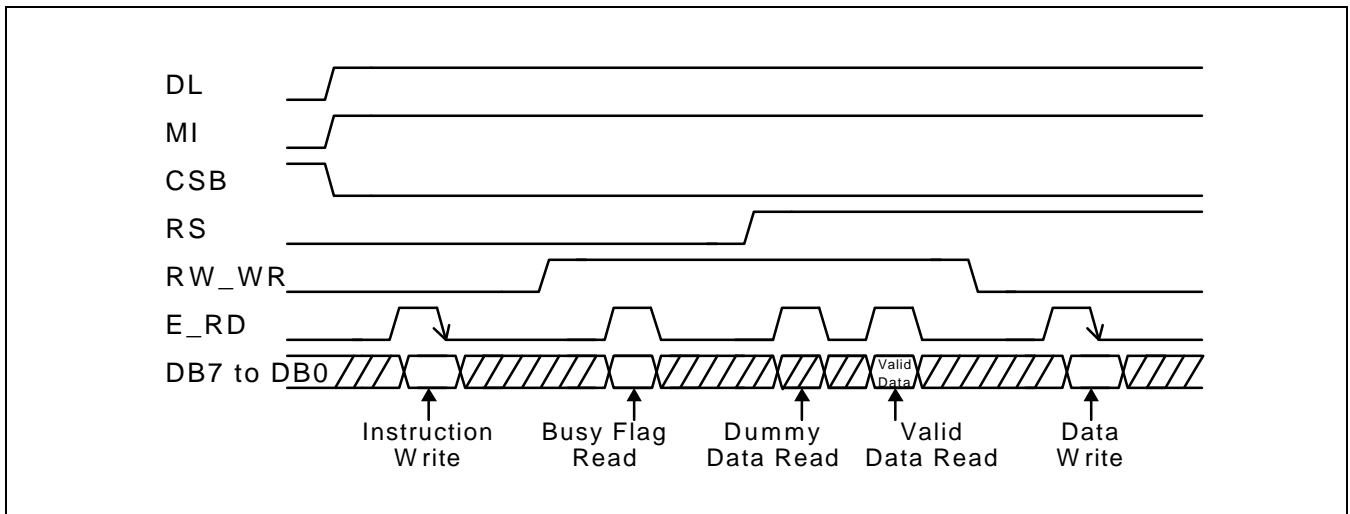 DL
MI
CSB
RS
RW_WR
E_RD
DB7 to DB0
Valid
Data
Instruction Write
Busy Flag Read
Dummy Data Read
Valid Data Read
Data Write